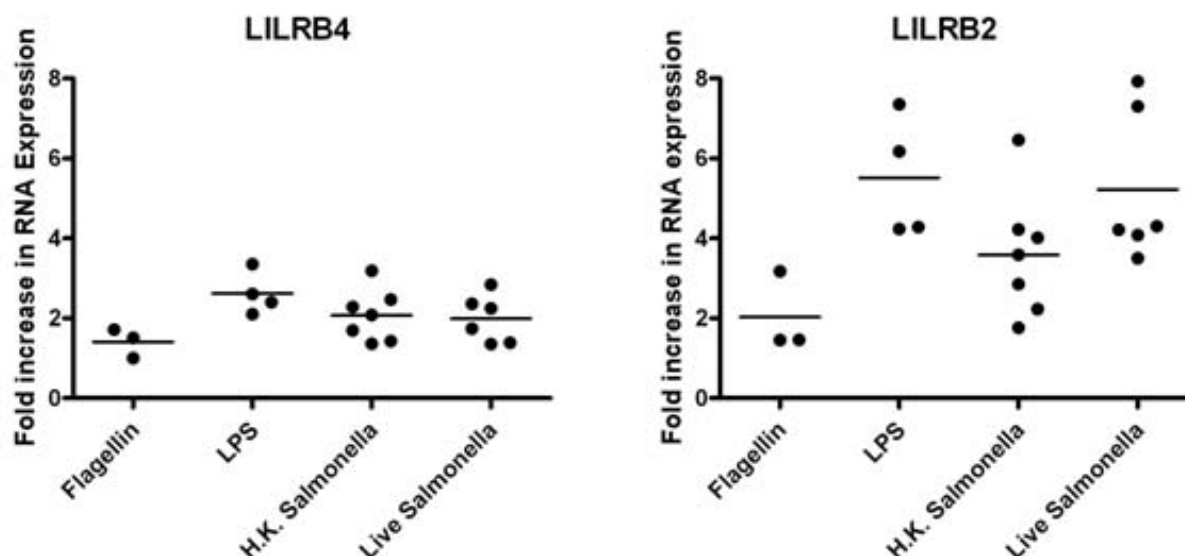 LILRB4
Fold increase in RNA Expression
8
6
4
2
0
Flagellin
LPS
H.K. Salmonella
Live Salmonella
LILRB2
Fold increase in RNA expression
8
6
4
2
0
Flagellin
LPS
H.K. Salmonella
Live Salmonella